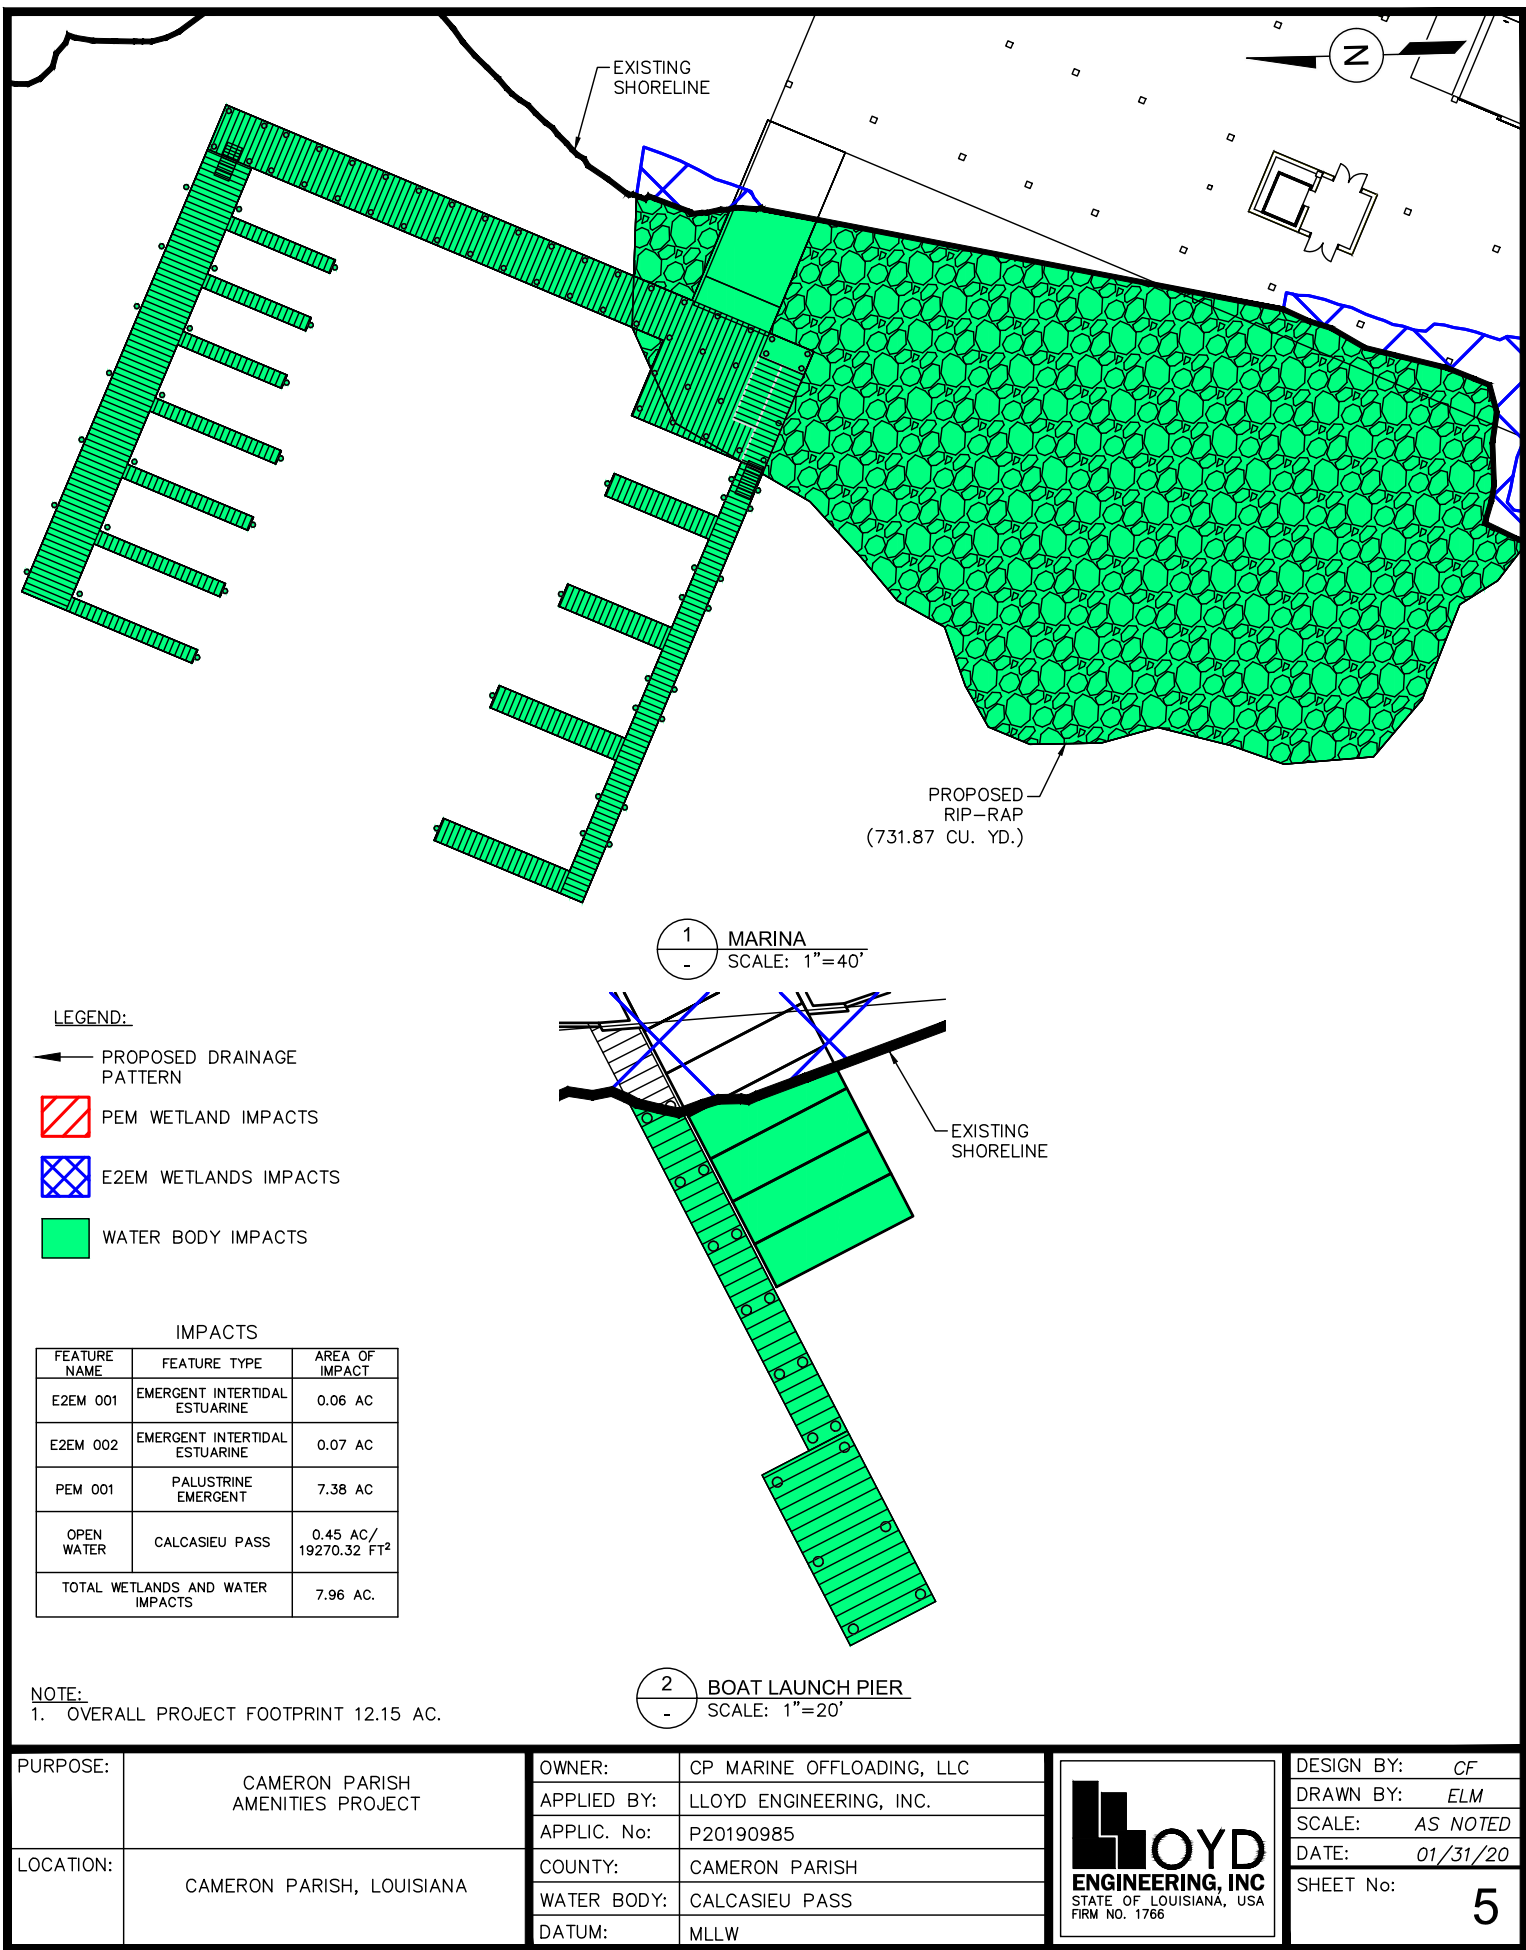 EXISTING
SHORELINE
N
PROPOSED
RIP-RAP
(731.87 CU. YD.)
1
-
MARINA
SCALE: 1"=40'
LEGEND:
PROPOSED DRAINAGE
PATTERN
PEM WETLAND IMPACTS
E2EM WETLANDS IMPACTS
WATER BODY IMPACTS
EXISTING
SHORELINE
IMPACTS
FEATURE
NAME
FEATURE TYPE
AREA OF
IMPACT
E2EM 001
EMERGENT INTERTIDAL
ESTUARINE
0.06 AC
E2EM 002
EMERGENT INTERTIDAL
ESTUARINE
0.07 AC
PEM 001
PALUSTRINE
EMERGENT
7.38 AC
OPEN
WATER
CALCASIEU PASS
0.45 AC/
19270.32 FT²
TOTAL WETLANDS AND WATER
IMPACTS
7.96 AC.
2
-
BOAT LAUNCH PIER
SCALE: 1"=20'
NOTE:
1. OVERALL PROJECT FOOTPRINT 12.15 AC.
PURPOSE:
CAMERON PARISH
AMENITIES PROJECT
LOCATION:
CAMERON PARISH, LOUISIANA
OWNER: CP MARINE OFFLOADING, LLC
APPLIED BY: LLOYD ENGINEERING, INC.
APPLIC. No: P20190985
COUNTY: CAMERON PARISH
WATER BODY: CALCASIEU PASS
DATUM: MLLW
LLOYD
ENGINEERING, INC
STATE OF LOUISIANA, USA
FIRM NO. 1766
DESIGN BY: CF
DRAWN BY: ELM
SCALE: AS NOTED
DATE: 01/31/20
SHEET No:
5